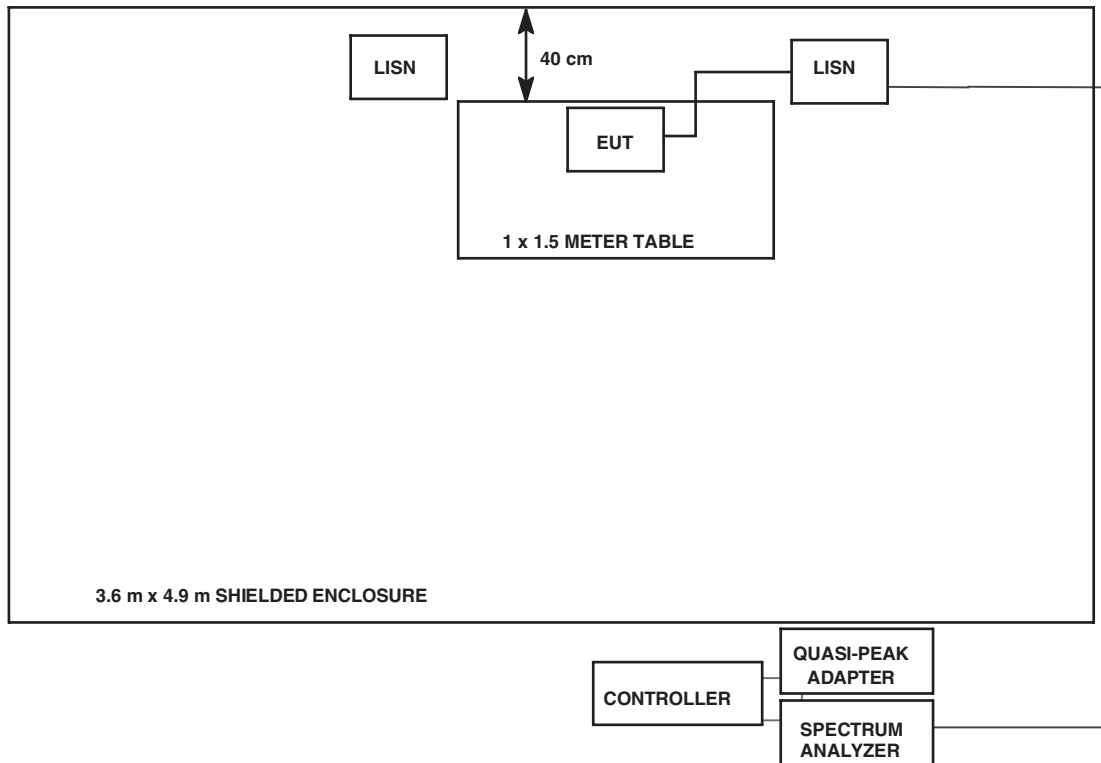 LISN
40 cm
LISN
EUT
1 x 1.5 METER TABLE
3.6 m x 4.9 m SHIELDED ENCLOSURE
CONTROLLER
QUASI-PEAK
ADAPTER
SPECTRUM
ANALYZER